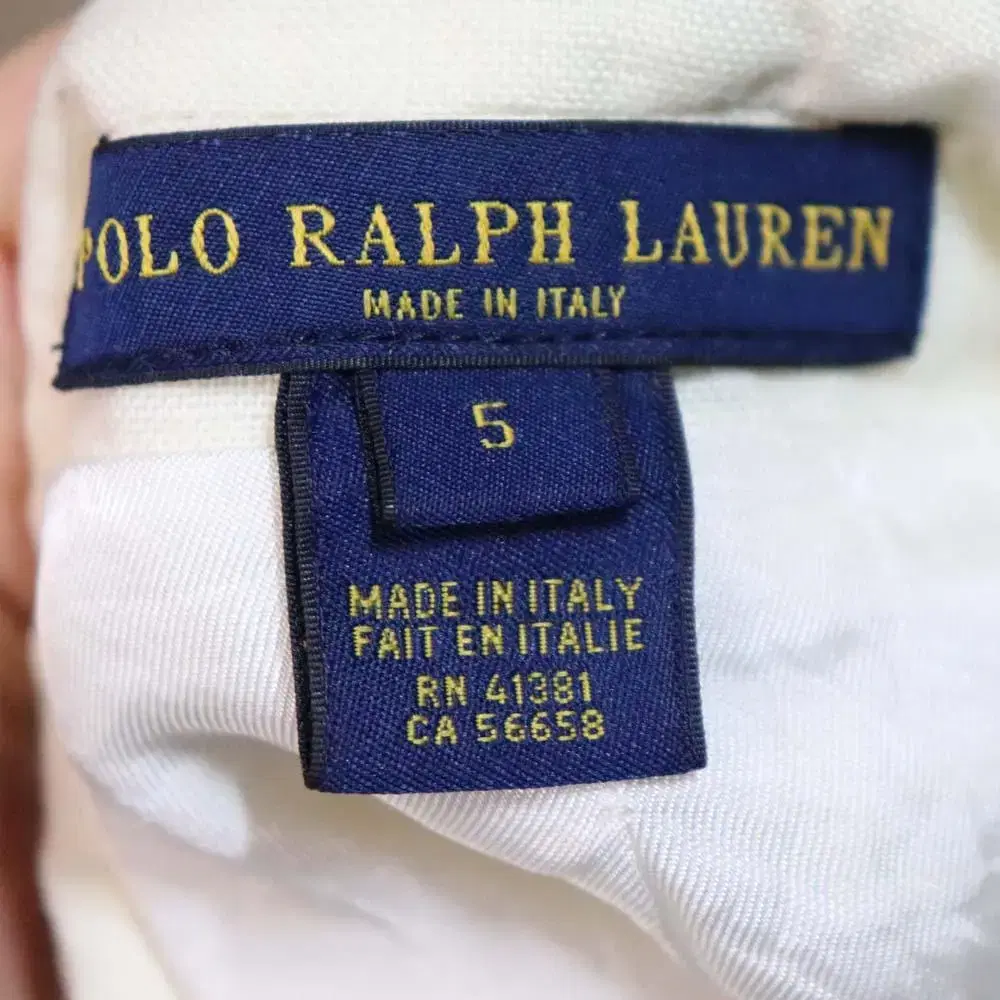 POLO RALPH LAUREN
MADE IN ITALY
5
MADE IN ITALY
FAIT EN ITALIE
RN 41381
CA 56658